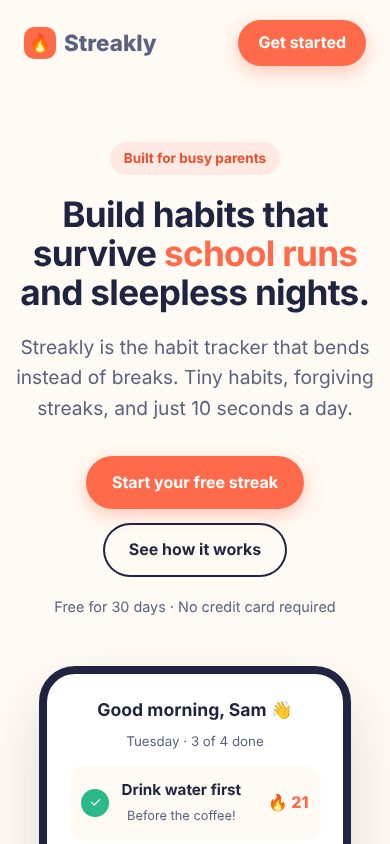 🔥 Streakly
Get started
Built for busy parents
Build habits that
survive school runs
and sleepless nights.
Streakly is the habit tracker that bends
instead of breaks. Tiny habits, forgiving
streaks, and just 10 seconds a day.
Start your free streak
See how it works
Free for 30 days · No credit card required
Good morning, Sam 👋
Tuesday · 3 of 4 done
✓ Drink water first 🔥 21
Before the coffee!